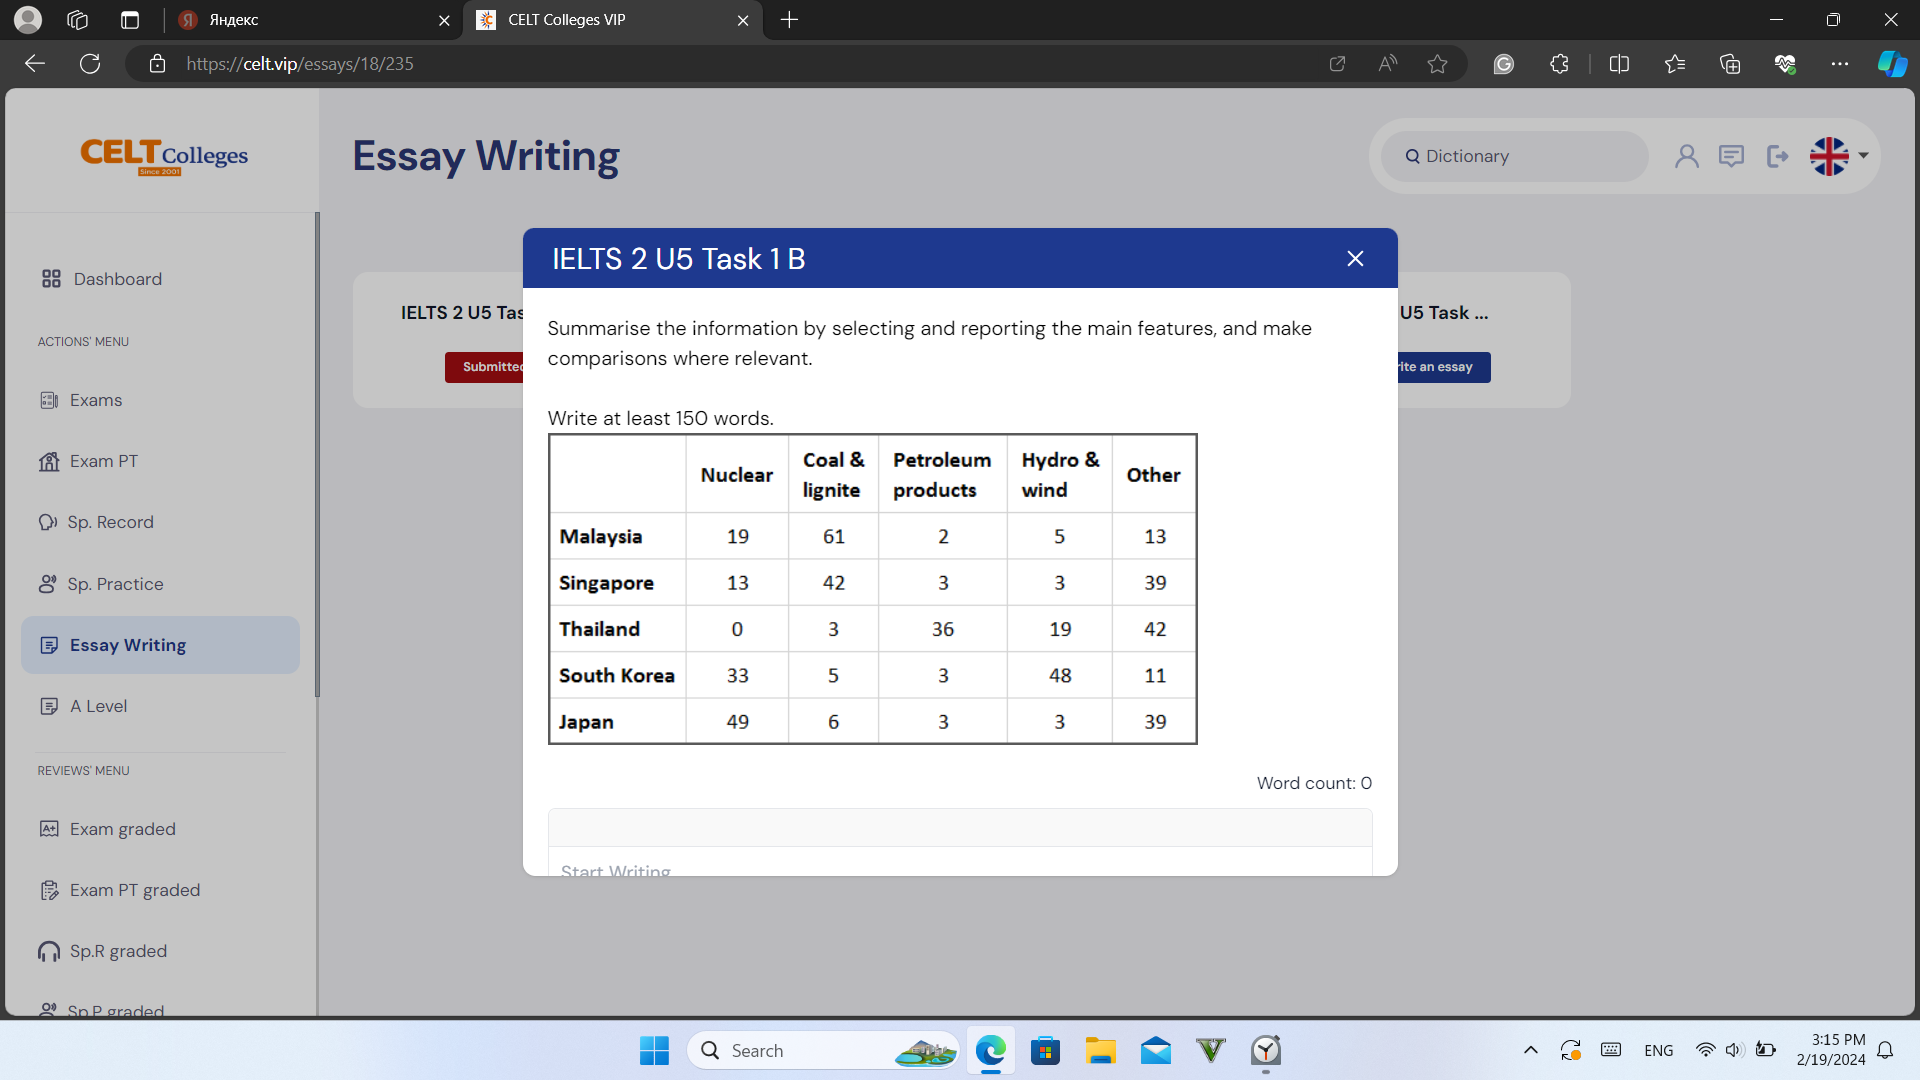 Яндекс
CELT Colleges VIP
https://celt.vip/essays/18/235
CELT Colleges
Since 2001
Essay Writing
Dictionary
Dashboard
ACTIONS' MENU
Exams
Exam PT
Sp. Record
Sp. Practice
Essay Writing
A Level
REVIEWS' MENU
Exam graded
Exam PT graded
Sp.R graded
Sp.P graded
IELTS 2 U5 Tas
Submitted
U5 Task ...
ite an essay
IELTS 2 U5 Task 1 B
Summarise the information by selecting and reporting the main features, and make
comparisons where relevant.
Write at least 150 words.
Nuclear Coal & lignite Petroleum products Hydro & wind Other
Malaysia 19 61 2 5 13
Singapore 13 42 3 3 39
Thailand 0 3 36 19 42
South Korea 33 5 3 48 11
Japan 49 6 3 3 39
Word count: 0
Start Writing
Search
ENG
3:15 PM
2/19/2024